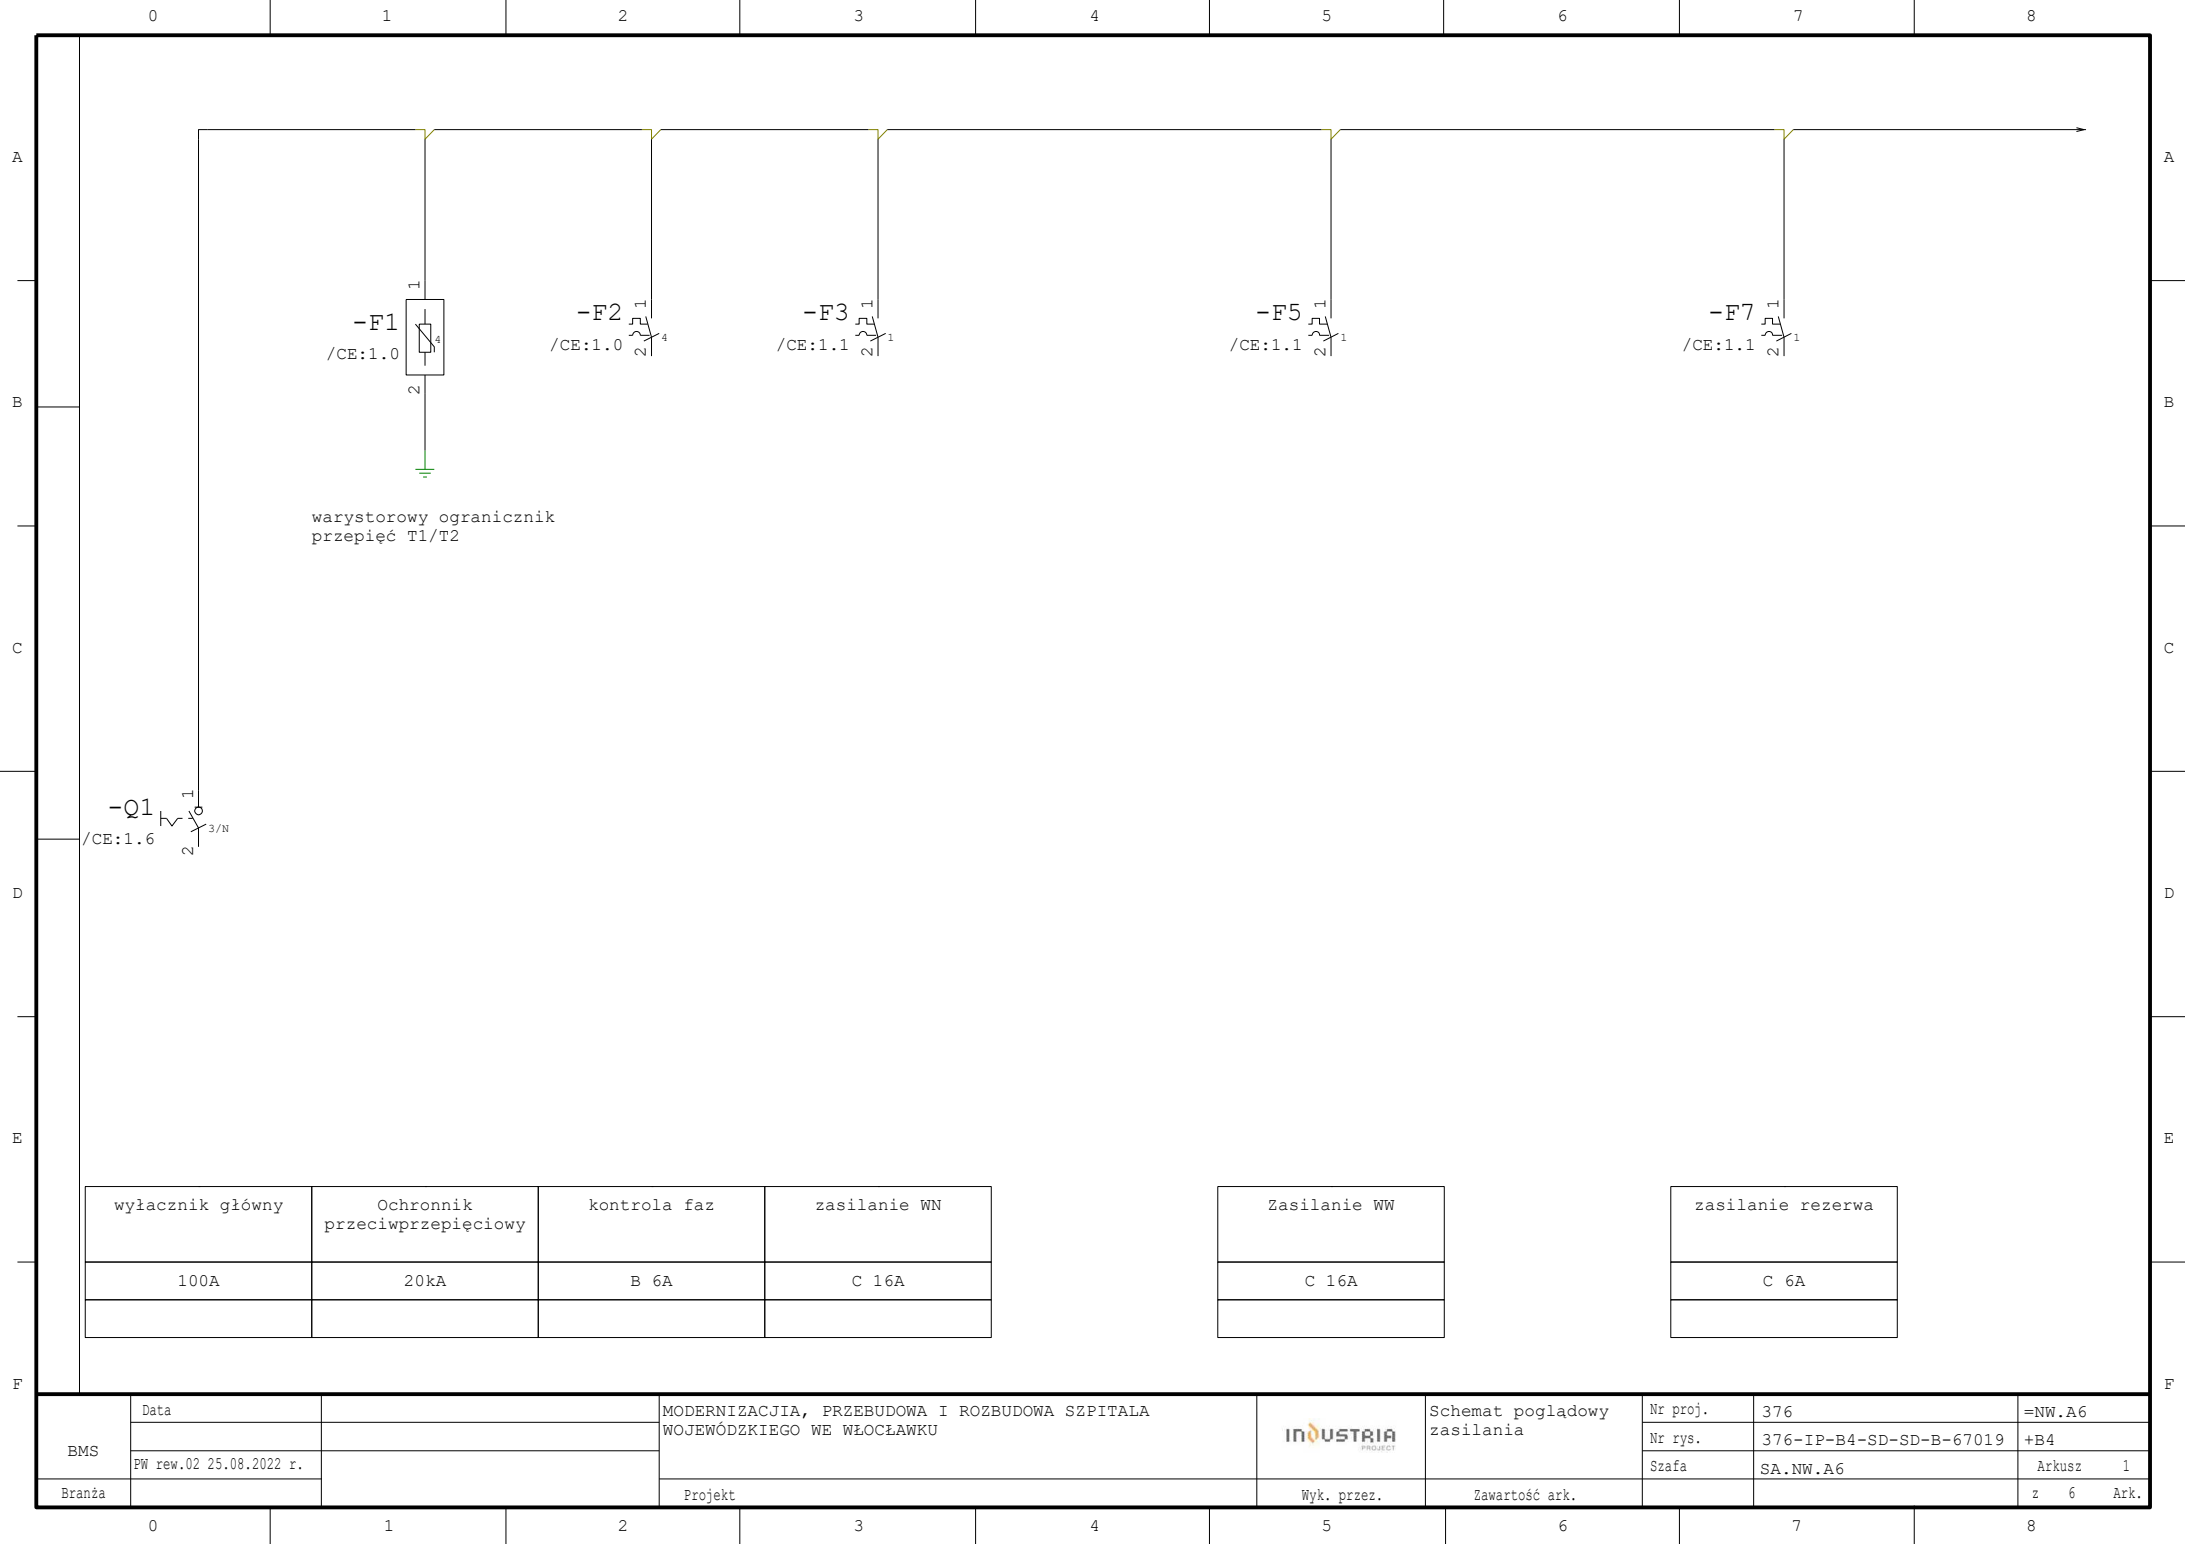 0 1 2 3 4 5 6 7 8
A A
1
-F1
/CE:1.0
4
2
1
-F2
/CE:1.0
4
2
1
-F3
/CE:1.1
1
2
1
-F5
/CE:1.1
1
2
1
-F7
/CE:1.1
1
2
B B
warystorowy ogranicznik
przepięć T1/T2
C C
1
-Q1
/CE:1.6
3/N
2
D D
E E
wyłacznik główny
Ochronnik
przeciwprzepięciowy
kontrola faz
zasilanie WN
Zasilanie WW
zasilanie rezerwa
100A 20kA B 6A C 16A C 16A C 6A
F F
BMS
Branża
Data
PW rew.02 25.08.2022 r.
MODERNIZACJIA, PRZEBUDOWA I ROZBUDOWA SZPITALA
WOJEWÓDZKIEGO WE WŁOCŁAWKU
Projekt
INDUSTRIA
PROJECT
Wyk. przez.
Schemat poglądowy
zasilania
Zawartość ark.
Nr proj. 376 =NW.A6
Nr rys. 376-IP-B4-SD-SD-B-67019 +B4
Szafa SA.NW.A6 Arkusz 1
z 6 Ark.
0 1 2 3 4 5 6 7 8